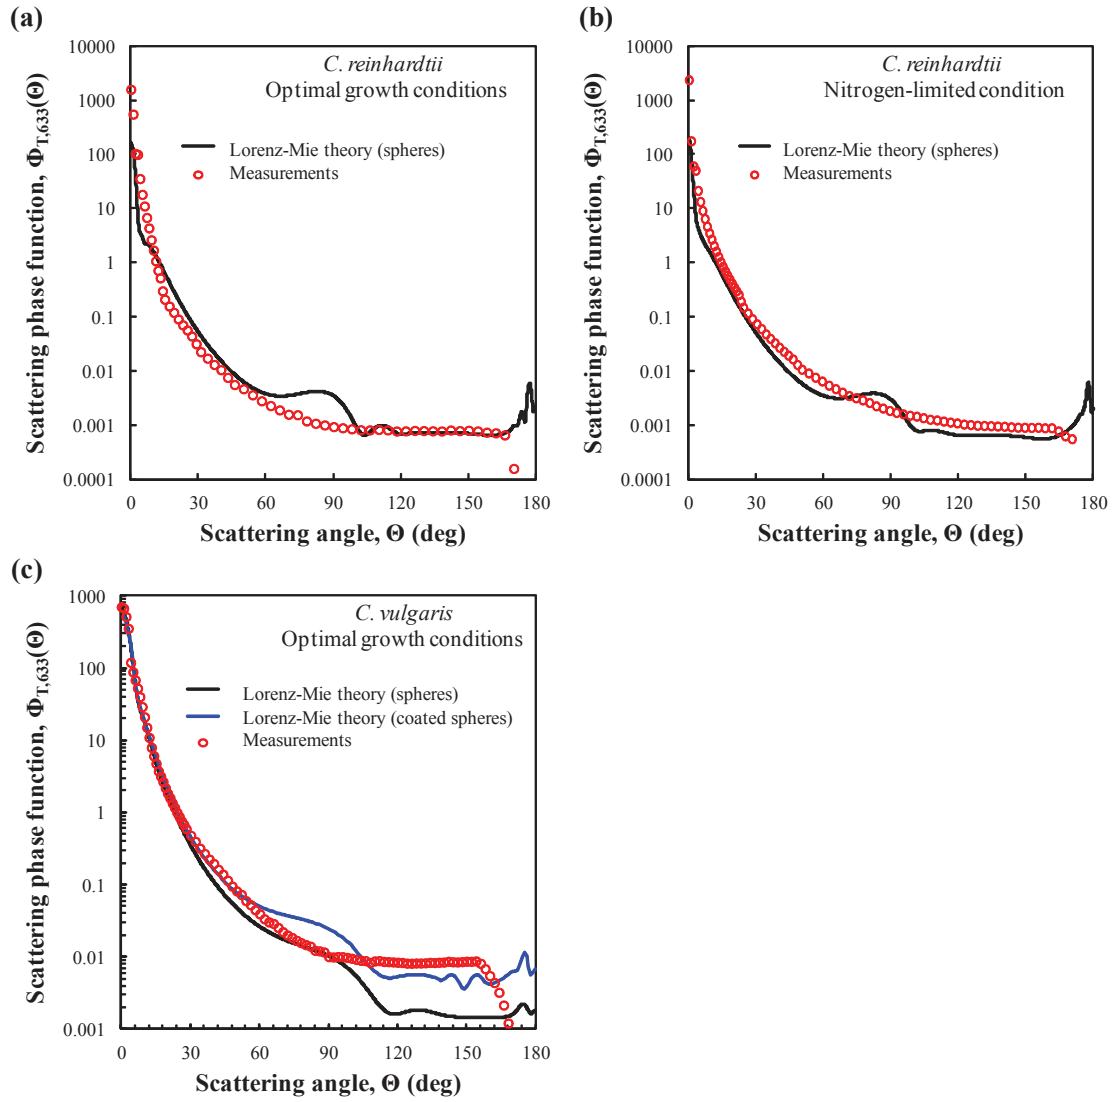 (a)
10000
1000
100
10
1
0.1
0.01
0.001
0.0001
Scattering phase function, ΦT,633(Θ)
C. reinhardtii
Optimal growth conditions
Lorenz-Mie theory (spheres)
Measurements
0 30 60 90 120 150 180
Scattering angle, Θ (deg)
(b)
10000
1000
100
10
1
0.1
0.01
0.001
0.0001
Scattering phase function, ΦT,633(Θ)
C. reinhardtii
Nitrogen-limited condition
Lorenz-Mie theory (spheres)
Measurements
0 30 60 90 120 150 180
Scattering angle, Θ (deg)
(c)
1000
100
10
1
0.1
0.01
0.001
Scattering phase function, ΦT,633(Θ)
C. vulgaris
Optimal growth conditions
Lorenz-Mie theory (spheres)
Lorenz-Mie theory (coated spheres)
Measurements
0 30 60 90 120 150 180
Scattering angle, Θ (deg)